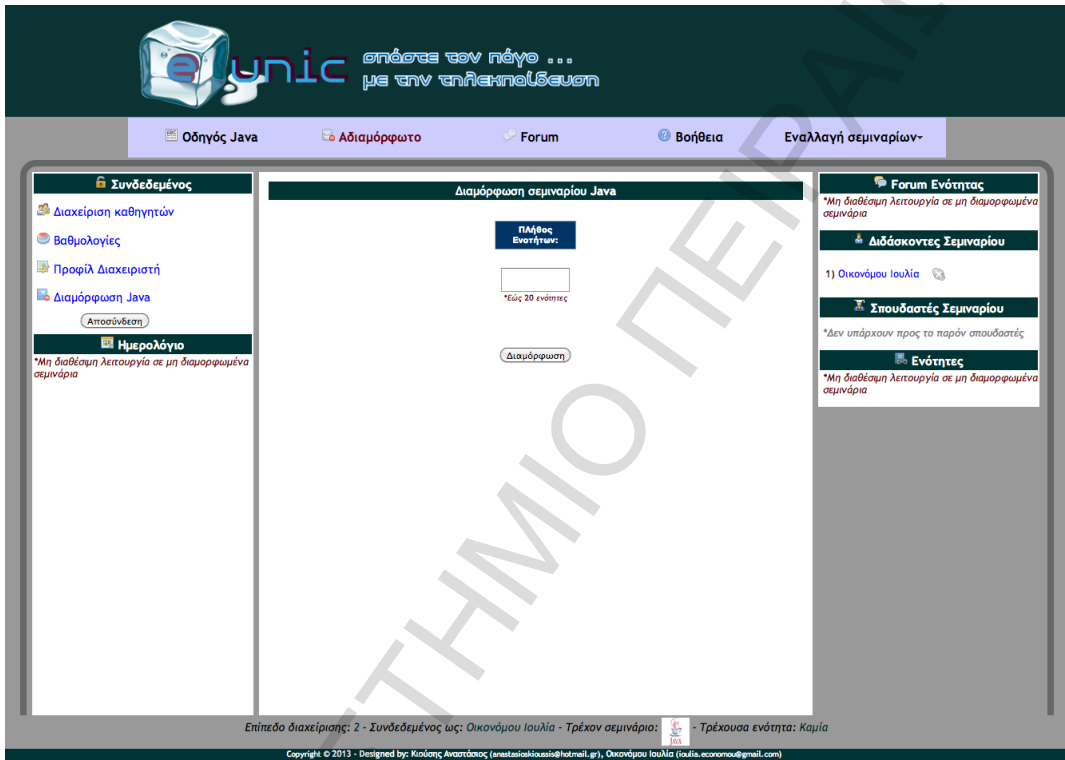 e unic
σπάστε τον πάγο ...
με την τηλεκπαίδευση
Οδηγός Java
Αδιαμόρφωτο
Forum
Βοήθεια
Εναλλαγή σεμιναρίων
Συνδεδεμένος
Διαχείριση καθηγητών
Βαθμολογίες
Προφίλ Διαχειριστή
Διαμόρφωση Java
Αποσύνδεση
Ημερολόγιο
*Μη διαθέσιμη λειτουργία σε μη διαμορφωμένα
σεμινάρια
Διαμόρφωση σεμιναρίου Java
Πλήθος
Ενοτήτων:
*Εώς 20 ενότητες
Διαμόρφωση
Forum Ενότητας
*Μη διαθέσιμη λειτουργία σε μη διαμορφωμένα
σεμινάρια
Διδάσκοντες Σεμιναρίου
1) Οικονόμου Ιουλία
Σπουδαστές Σεμιναρίου
*Δεν υπάρχουν προς το παρόν σπουδαστές
Ενότητες
*Μη διαθέσιμη λειτουργία σε μη διαμορφωμένα
σεμινάρια
Επίπεδο διαχείρισης: 2 - Συνδεδεμένος ως: Οικονόμου Ιουλία - Τρέχον σεμινάριο: JAVA - Τρέχουσα ενότητα: Καμία
Copyright © 2013 - Designed by: Κιούσης Αναστάσιος (anastasioskioussis@hotmail.gr), Οικονόμου Ιουλία (ioulia.economou@gmail.com)
ΣΤΗΜΙΟ ΠΕΙΡΑΙΩ